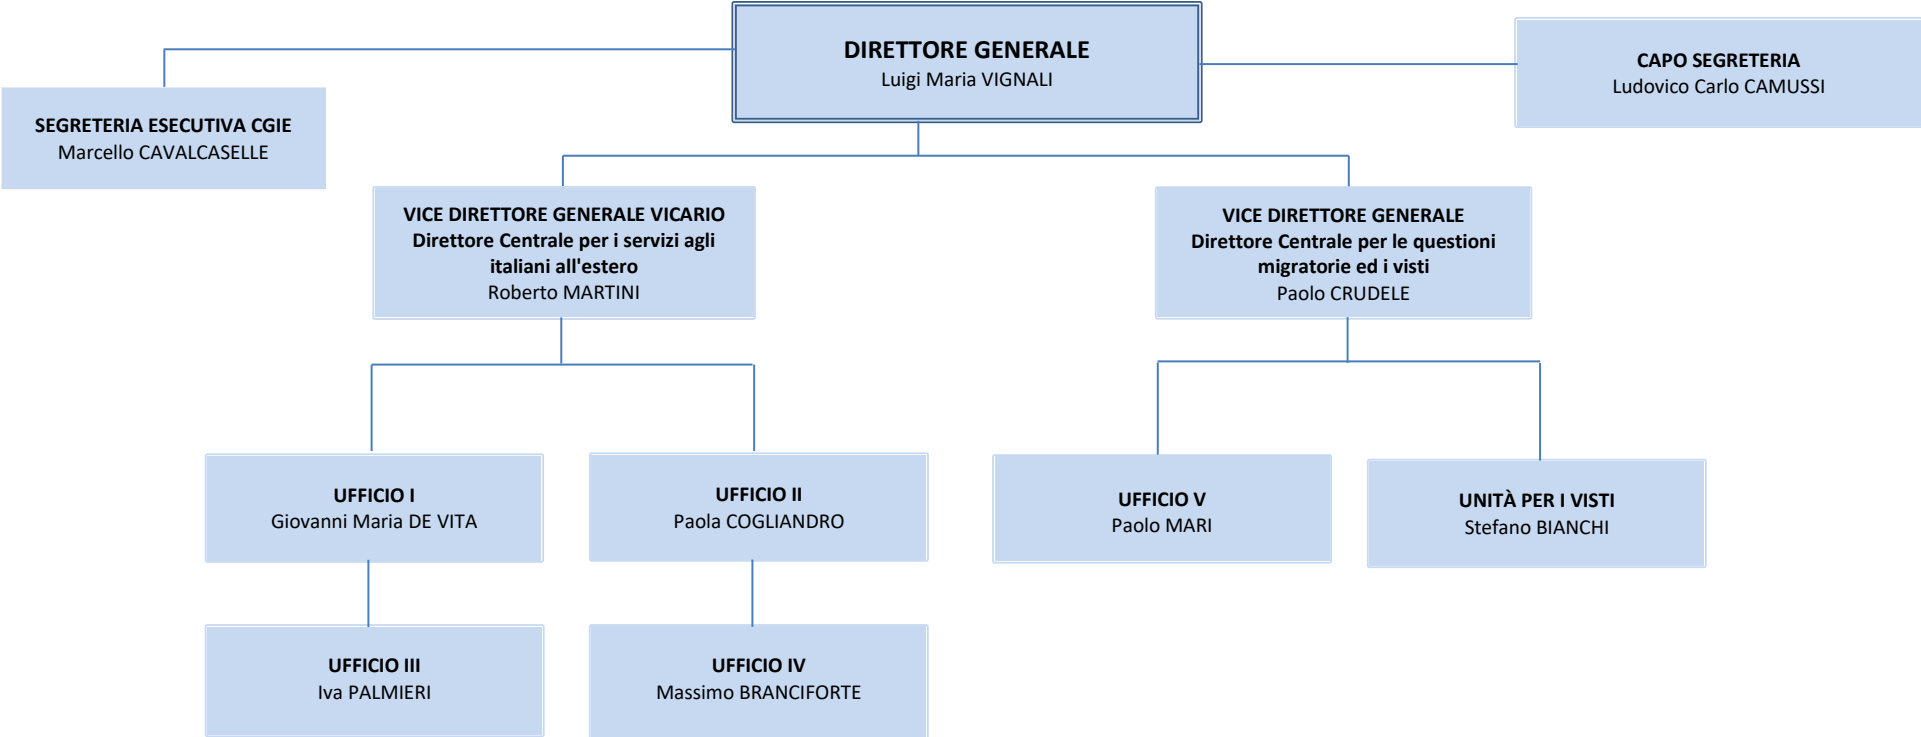 DIRETTORE GENERALE
Luigi Maria VIGNALI
CAPO SEGRETERIA
Ludovico Carlo CAMUSSI
SEGRETERIA ESECUTIVA CGIE
Marcello CAVALCASELLE
VICE DIRETTORE GENERALE VICARIO
Direttore Centrale per i servizi agli
italiani all'estero
Roberto MARTINI
VICE DIRETTORE GENERALE
Direttore Centrale per le questioni
migratorie ed i visti
Paolo CRUDELE
UFFICIO I
Giovanni Maria DE VITA
UFFICIO II
Paola COGLIANDRO
UFFICIO V
Paolo MARI
UNITÀ PER I VISTI
Stefano BIANCHI
UFFICIO III
Iva PALMIERI
UFFICIO IV
Massimo BRANCIFORTE